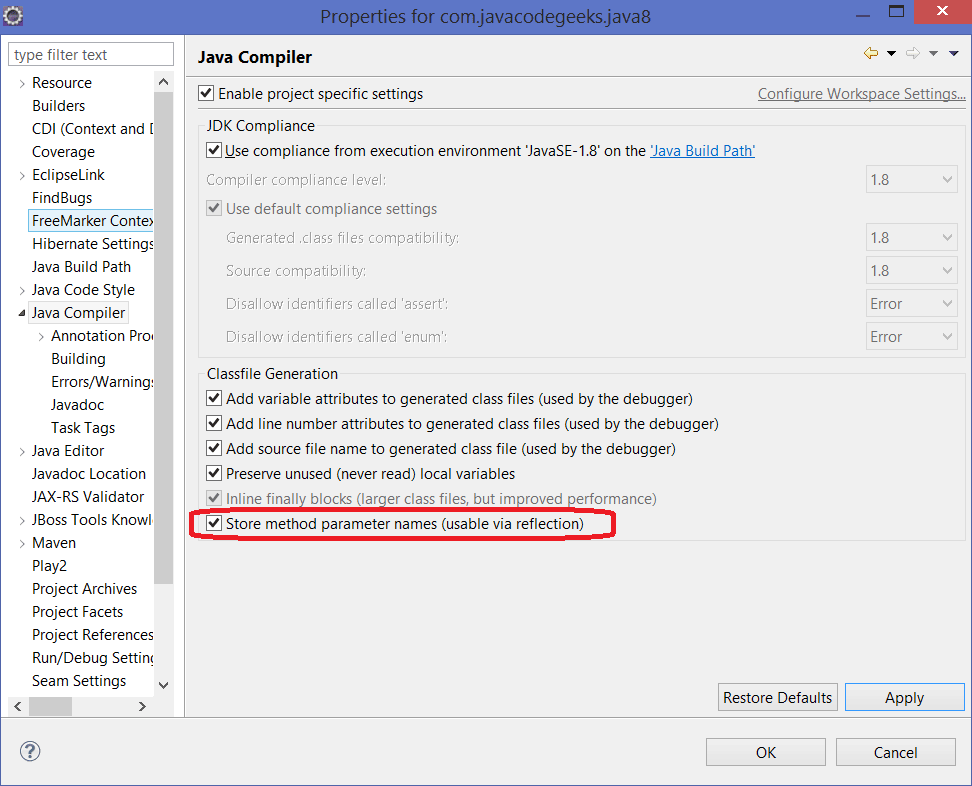 Properties for com.javacodegeeks.java8
type filter text
Resource
Builders
CDI (Context and D
Coverage
EclipseLink
FindBugs
FreeMarker Contex
Hibernate Settings
Java Build Path
Java Code Style
Java Compiler
Annotation Proc
Building
Errors/Warnings
Javadoc
Task Tags
Java Editor
Javadoc Location
JAX-RS Validator
JBoss Tools Knowl
Maven
Play2
Project Archives
Project Facets
Project References
Run/Debug Setting
Seam Settings
Java Compiler
Enable project specific settings
Configure Workspace Settings...
JDK Compliance
Use compliance from execution environment 'JavaSE-1.8' on the 'Java Build Path'
Compiler compliance level: 1.8
Use default compliance settings
Generated .class files compatibility: 1.8
Source compatibility: 1.8
Disallow identifiers called 'assert': Error
Disallow identifiers called 'enum': Error
Classfile Generation
Add variable attributes to generated class files (used by the debugger)
Add line number attributes to generated class files (used by the debugger)
Add source file name to generated class file (used by the debugger)
Preserve unused (never read) local variables
Inline finally blocks (larger class files, but improved performance)
Store method parameter names (usable via reflection)
Restore Defaults
Apply
?
OK
Cancel